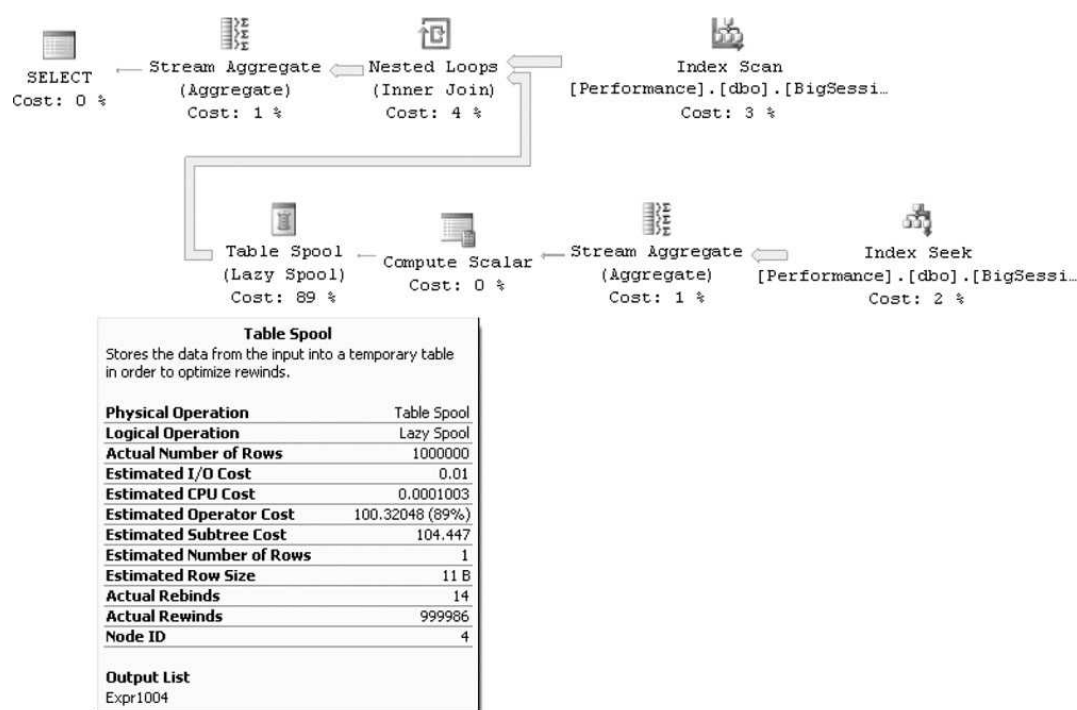 SELECT
Cost: 0 %
Stream Aggregate
(Aggregate)
Cost: 1 %
Nested Loops
(Inner Join)
Cost: 4 %
Index Scan
[Performance].[dbo].[BigSessi…
Cost: 3 %
Table Spool
(Lazy Spool)
Cost: 89 %
Compute Scalar
Cost: 0 %
Stream Aggregate
(Aggregate)
Cost: 1 %
Index Seek
[Performance].[dbo].[BigSessi…
Cost: 2 %
Table Spool
Stores the data from the input into a temporary table
in order to optimize rewinds.
Physical Operation Table Spool
Logical Operation Lazy Spool
Actual Number of Rows 1000000
Estimated I/O Cost 0.01
Estimated CPU Cost 0.0001003
Estimated Operator Cost 100.32048 (89%)
Estimated Subtree Cost 104.447
Estimated Number of Rows 1
Estimated Row Size 11 B
Actual Rebinds 14
Actual Rewinds 999986
Node ID 4
Output List
Expr1004